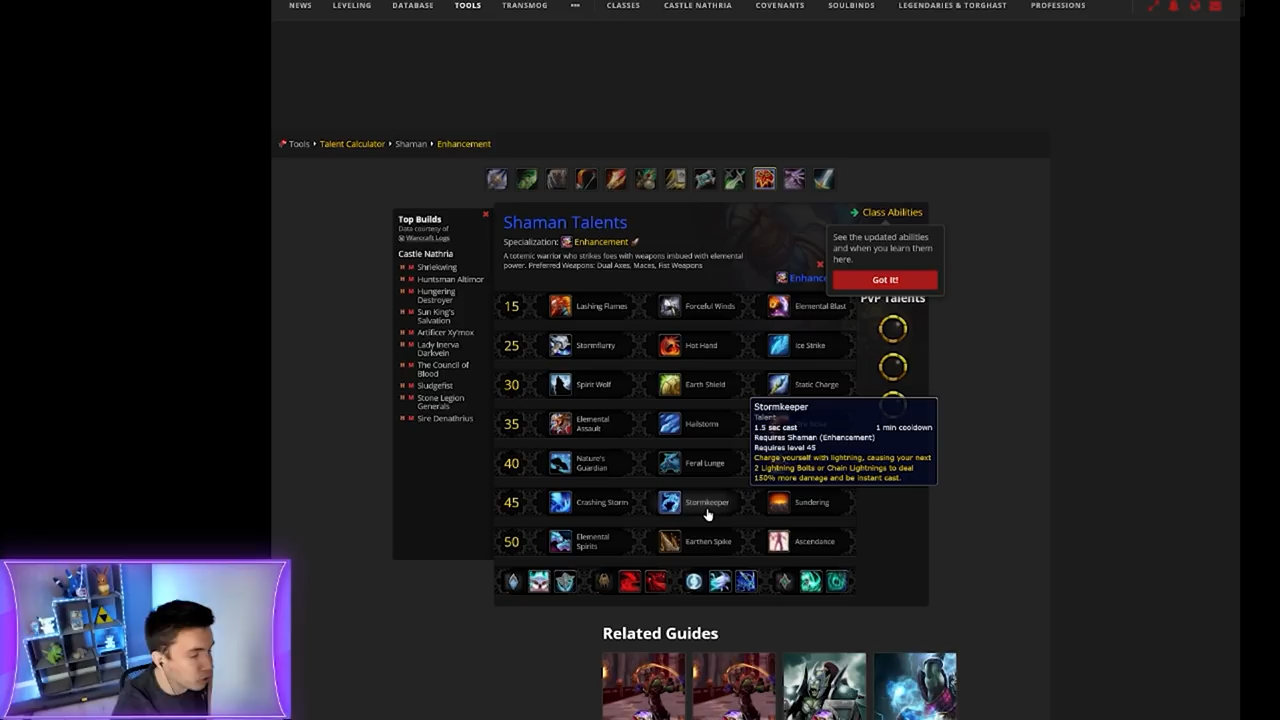 NEWS LEVELING DATABASE TOOLS TRANSMOG ••• CLASSES CASTLE NATHRIA COVENANTS SOULBINDS LEGENDARIES & TORGHAST PROFESSIONS
Tools Talent Calculator Shaman Enhancement
Top Builds
Data courtesy of
Warcraft Logs
Castle Nathria
H M Shriekwing
H M Huntsman Altimor
H M Hungering
Destroyer
H M Sun King's
Salvation
H M Artificer Xy'mox
H M Lady Inerva
Darkvein
H M The Council of
Blood
H M Sludgefist
H M Stone Legion
Generals
H M Sire Denathrius
Shaman Talents
Specialization: Enhancement
A totemic warrior who strikes foes with weapons imbued with elemental
power. Preferred Weapons: Dual Axes, Maces, Fist Weapons
Class Abilities
See the updated abilities
and when you learn them
here.
Got It!
Enhance
PvP Talents
15 Lashing Flames Forceful Winds Elemental Blast
25 Stormflurry Hot Hand Ice Strike
30 Spirit Wolf Earth Shield Static Charge
35 Elemental
Assault Hailstorm
40 Nature's
Guardian Feral Lunge
45 Crashing Storm Stormkeeper Sundering
50 Elemental
Spirits Earthen Spike Ascendance
Stormkeeper
Talent
1.5 sec cast 1 min cooldown
Requires Shaman (Enhancement)
Requires level 45
Charge yourself with lightning, causing your next
2 Lightning Bolts or Chain Lightnings to deal
150% more damage and be instant cast.
Related Guides